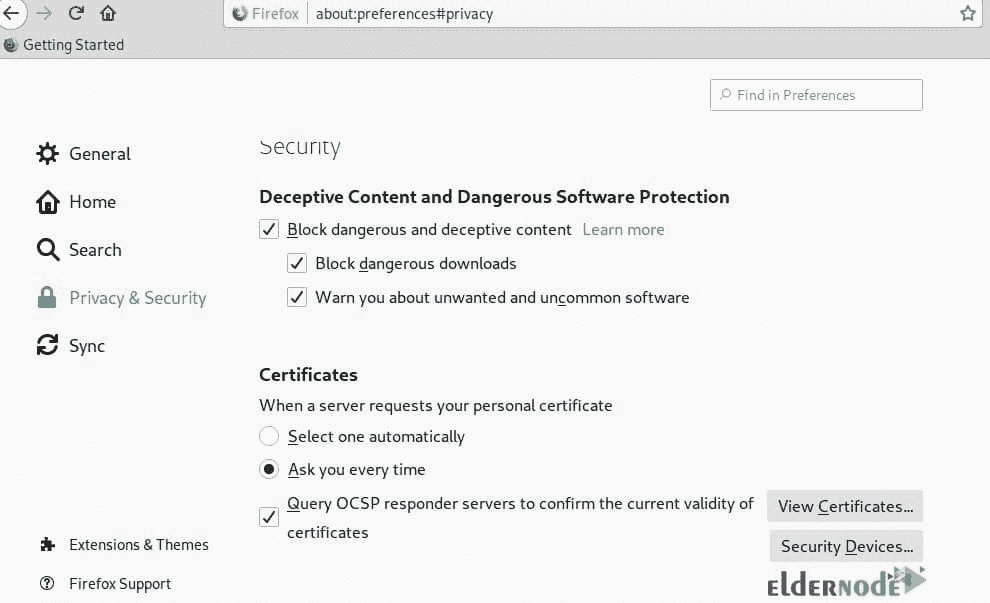 Firefox about:preferences#privacy
Getting Started
Find in Preferences
General
Home
Search
Privacy & Security
Sync
Extensions & Themes
Firefox Support
Security
Deceptive Content and Dangerous Software Protection
Block dangerous and deceptive content Learn more
Block dangerous downloads
Warn you about unwanted and uncommon software
Certificates
When a server requests your personal certificate
Select one automatically
Ask you every time
Query OCSP responder servers to confirm the current validity of
certificates
View Certificates...
Security Devices...
eldernode